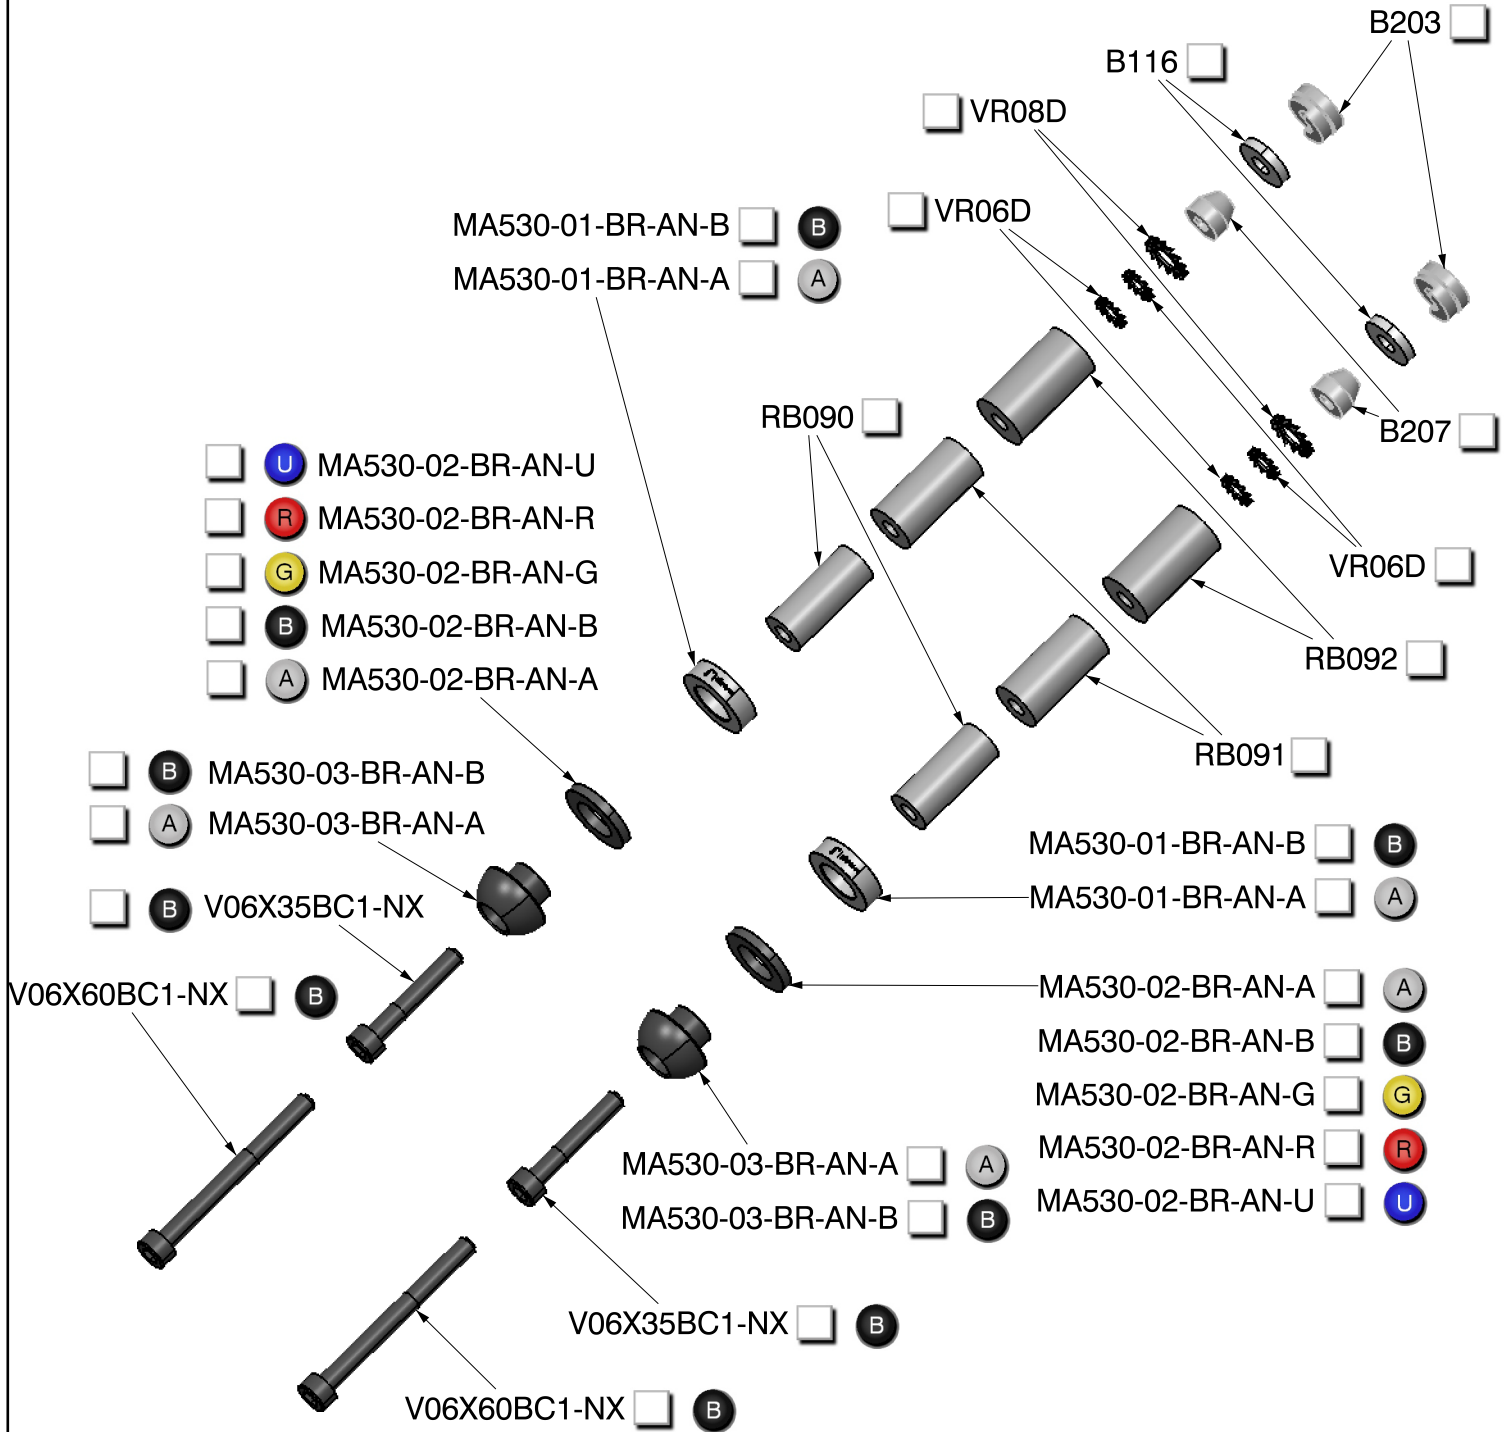 B203
B116
VR08D
VR06D
MA530-01-BR-AN-B B
MA530-01-BR-AN-A A
RB090
B207
U MA530-02-BR-AN-U
R MA530-02-BR-AN-R
G MA530-02-BR-AN-G
B MA530-02-BR-AN-B
A MA530-02-BR-AN-A
VR06D
RB092
RB091
B MA530-03-BR-AN-B
A MA530-03-BR-AN-A
B V06X35BC1-NX
V06X60BC1-NX B
MA530-01-BR-AN-B B
MA530-01-BR-AN-A A
MA530-02-BR-AN-A A
MA530-02-BR-AN-B B
MA530-02-BR-AN-G G
MA530-02-BR-AN-R R
MA530-02-BR-AN-U U
MA530-03-BR-AN-A A
MA530-03-BR-AN-B B
V06X35BC1-NX B
V06X60BC1-NX B